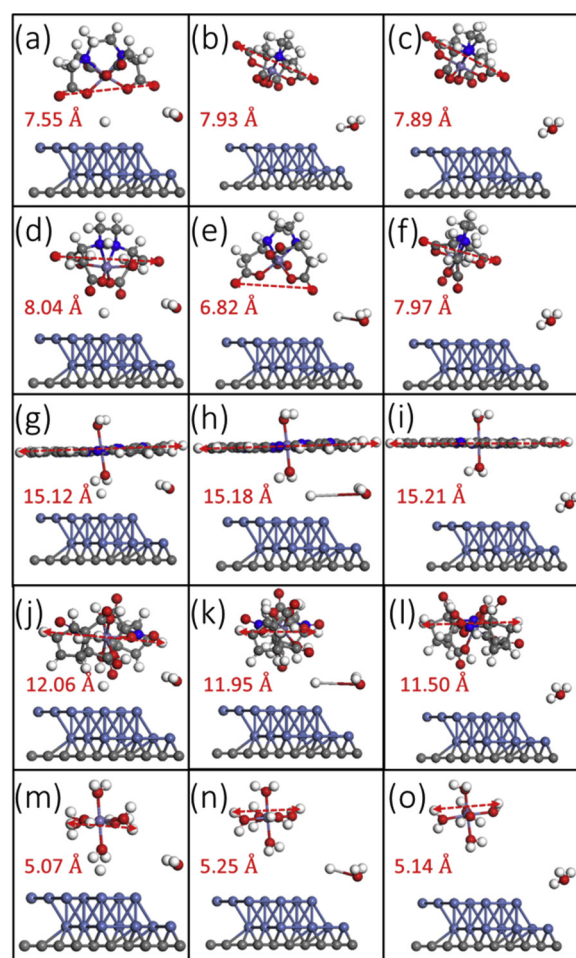 (a) (b) (c)
7.55 Å 7.93 Å 7.89 Å
(d) (e) (f)
8.04 Å 6.82 Å 7.97 Å
(g) (h) (i)
15.12 Å 15.18 Å 15.21 Å
(j) (k) (l)
12.06 Å 11.95 Å 11.50 Å
(m) (n) (o)
5.07 Å 5.25 Å 5.14 Å